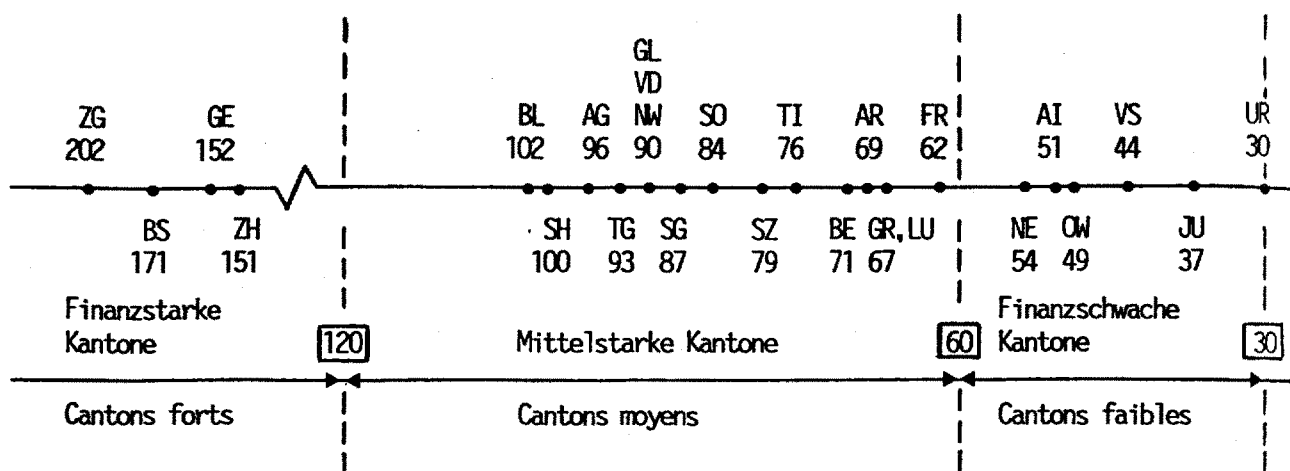 GL
VD
ZG GE BL AG NW SO TI AR FR AI VS UR
202 152 102 96 90 84 76 69 62 51 44 30
BS ZH SH TG SG SZ BE GR, LU NE OW JU
171 151 100 93 87 79 71 67 54 49 37
Finanzstarke Finanzschwache
Kantone 120 Mittelstarke Kantone 60 Kantone 30
Cantons forts Cantons moyens Cantons faibles